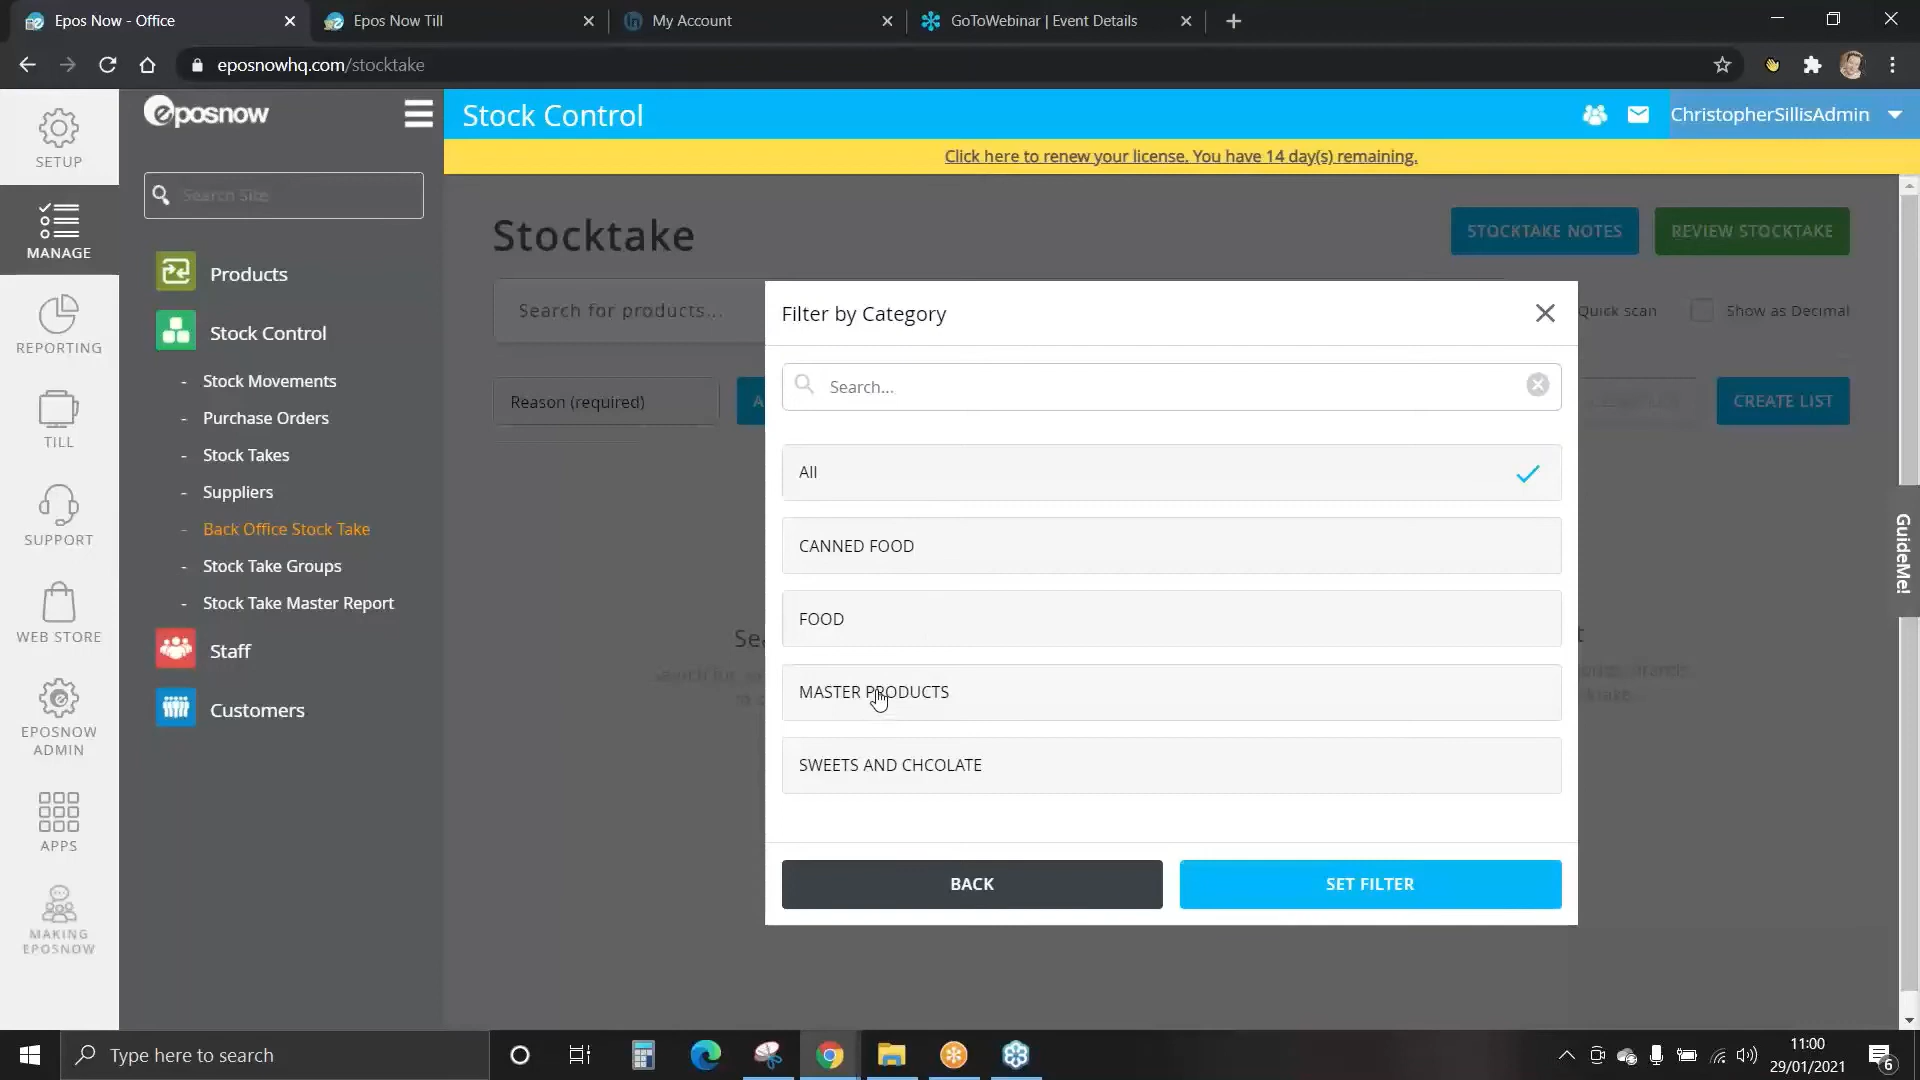 Epos Now - Office
Epos Now Till
My Account
GoToWebinar | Event Details
eposnowhq.com/stocktake
SETUP
MANAGE
REPORTING
TILL
SUPPORT
WEB STORE
EPOSNOW
ADMIN
APPS
MAKING
EPOSNOW
eposnow
Search Site
Products
Stock Control
- Stock Movements
- Purchase Orders
- Stock Takes
- Suppliers
- Back Office Stock Take
- Stock Take Groups
- Stock Take Master Report
Staff
Customers
Stock Control
ChristopherSillisAdmin
Click here to renew your license. You have 14 day(s) remaining.
Stocktake
STOCKTAKE NOTES
REVIEW STOCKTAKE
Search for products...
Quick scan
Show as Decimal
Reason (required)
CREATE LIST
Filter by Category
Search...
All
CANNED FOOD
FOOD
MASTER PRODUCTS
SWEETS AND CHCOLATE
BACK
SET FILTER
GuideMe!
Type here to search
11:00
29/01/2021
6